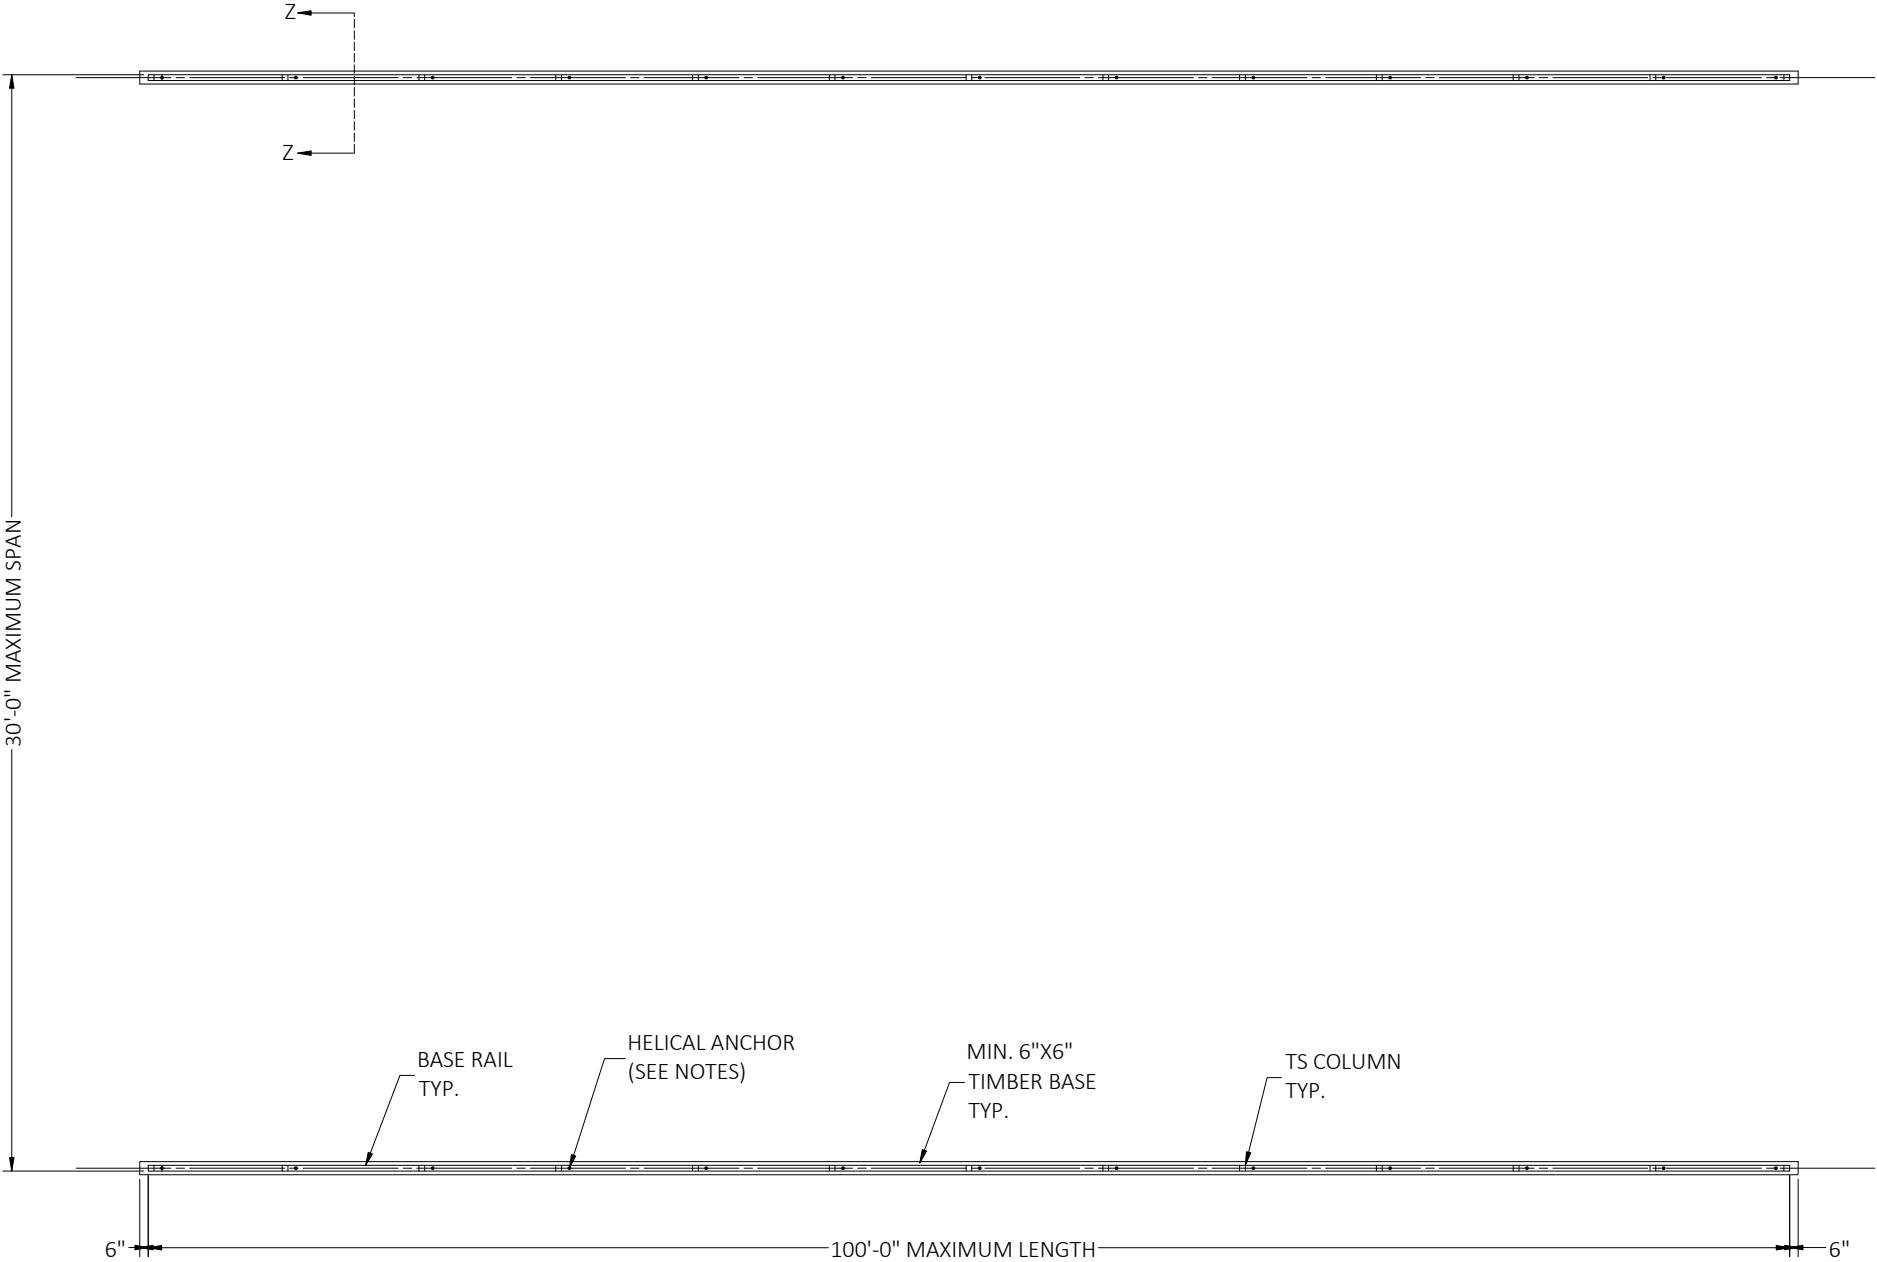 Z
Z
30'-0" MAXIMUM SPAN
BASE RAIL
TYP.
HELICAL ANCHOR
(SEE NOTES)
MIN. 6"X6"
TIMBER BASE
TYP.
TS COLUMN
TYP.
6"
100'-0" MAXIMUM LENGTH
6"